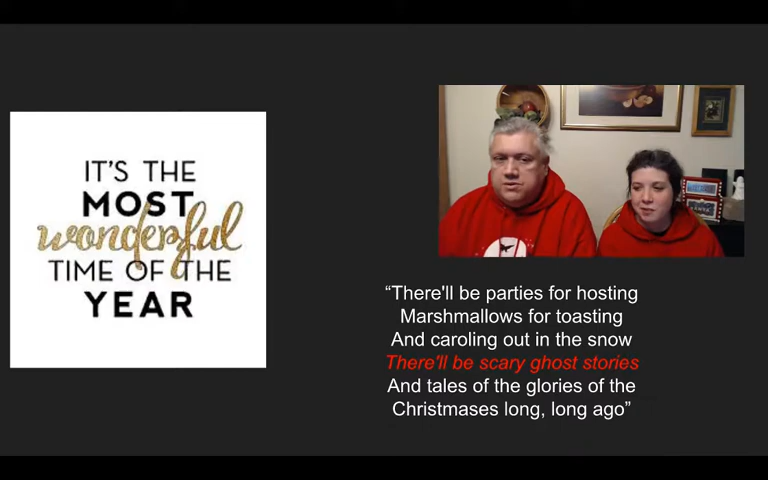 IT'S THE
MOST
wonderful
TIME OF THE
YEAR
“There'll be parties for hosting
Marshmallows for toasting
And caroling out in the snow
There'll be scary ghost stories
And tales of the glories of the
Christmases long, long ago”